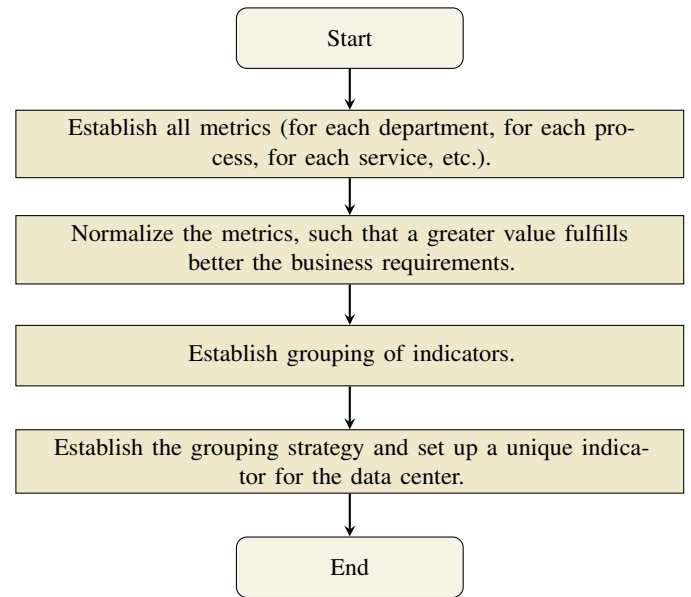 Start
Establish all metrics (for each department, for each pro-
cess, for each service, etc.).
Normalize the metrics, such that a greater value fulfills
better the business requirements.
Establish grouping of indicators.
Establish the grouping strategy and set up a unique indica-
tor for the data center.
End